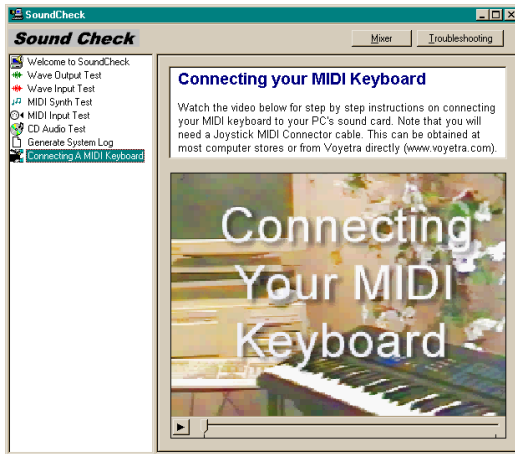 SoundCheck
Sound Check
Mixer
Troubleshooting
Welcome to SoundCheck
Wave Output Test
Wave Input Test
MIDI Synth Test
MIDI Input Test
CD Audio Test
Generate System Log
Connecting A MIDI Keyboard
Connecting your MIDI Keyboard
Watch the video below for step by step instructions on connecting
your MIDI keyboard to your PC's sound card. Note that you will
need a Joystick MIDI Connector cable. This can be obtained at
most computer stores or from Voyetra directly (www.voyetra.com).
Connecting
Your MIDI
Keyboard